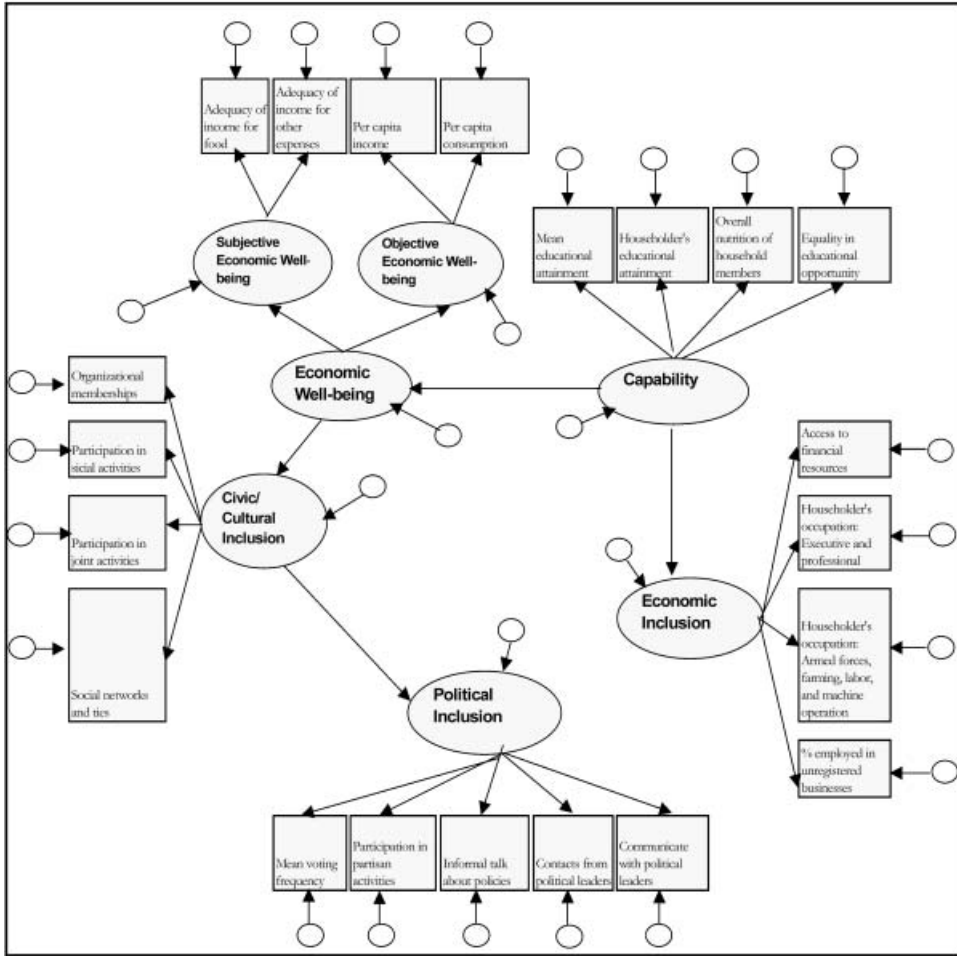 Adequacy of
income for
food
Adequacy of
income for
other
expenses
Per capita
income
Per capita
consumption
Mean
educational
attainment
Householder's
educational
attainment
Overall
nutrition of
household
members
Equality in
educational
opportunity
Subjective
Economic Well-
being
Objective
Economic Well-
being
Economic
Well-being
Capability
Organizational
memberships
Participation in
sicial activities
Participation in
joint activities
Social networks
and ties
Civic/
Cultural
Inclusion
Access to
financial
resources
Householder's
occupation:
Executive and
professional
Householder's
occupation:
Armed forces,
farming, labor,
and machine
operation
% employed in
unregistered
businesses
Economic
Inclusion
Political
Inclusion
Mean voting
frequency
Participation in
partisan
activities
Informal talk
about policies
Contacts from
political leaders
Communicate
with political
leaders